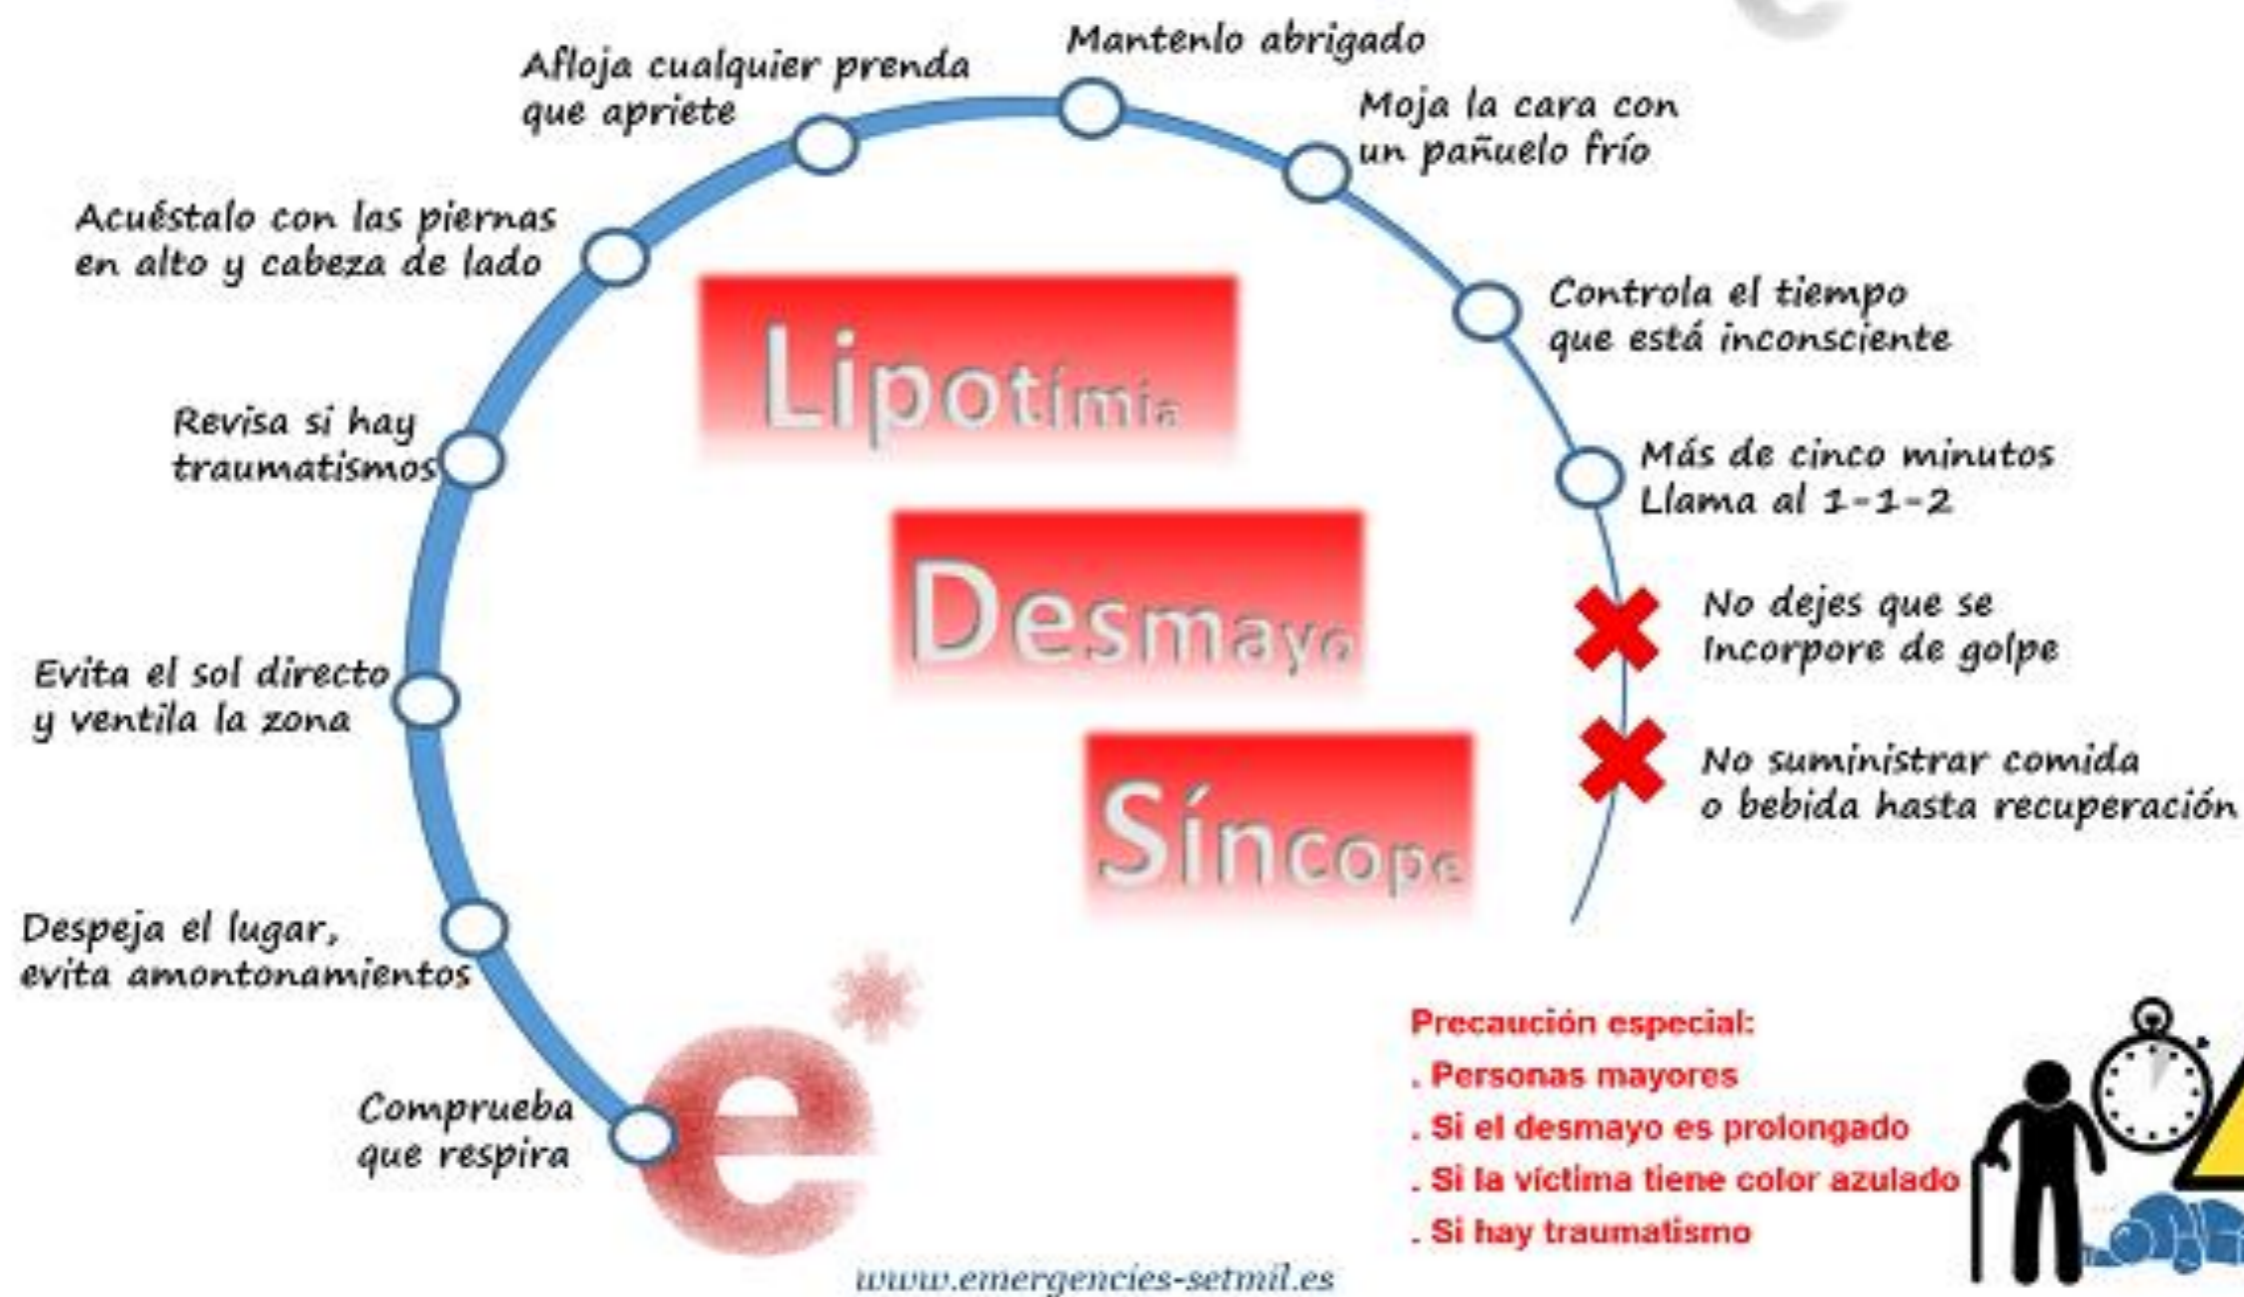 Mantenlo abrigado
Afloja cualquier prenda
que apriete
Moja la cara con
un pañuelo frío
Acuéstalo con las piernas
en alto y cabeza de lado
Controla el tiempo
que está inconsciente
Lipotímia
Revisa si hay
traumatismos
Más de cinco minutos
Llama al 1-1-2
Desmayo
No dejes que se
Incorpore de golpe
Evita el sol directo
y ventila la zona
Síncope
No suministrar comida
o bebida hasta recuperación
Despeja el lugar,
evita amontonamientos
Comprueba
que respira
e*
Precaución especial:
. Personas mayores
. Si el desmayo es prolongado
. Si la víctima tiene color azulado
. Si hay traumatismo
www.emergencies-setmil.es